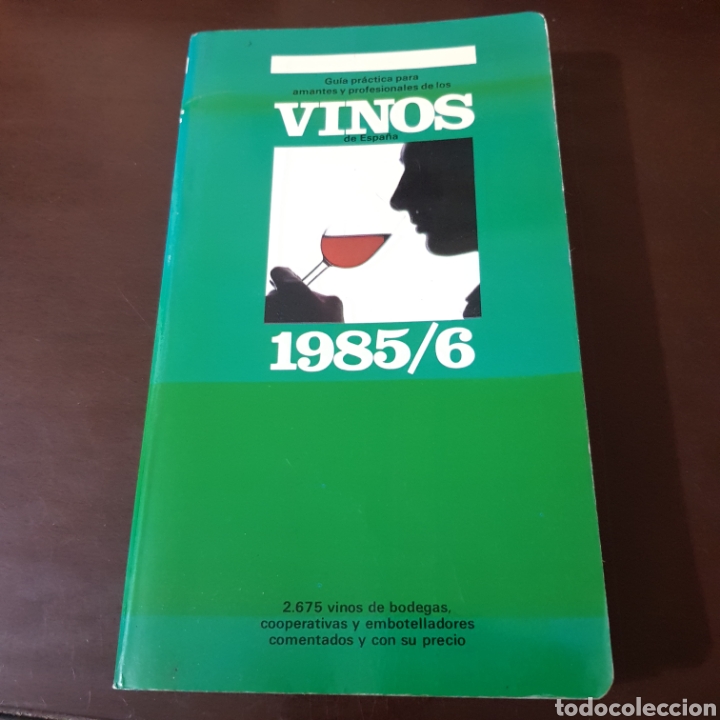 Guía práctica para
amantes y profesionales de los
VINOS
de España
1985/6
2.675 vinos de bodegas,
cooperativas y embotelladores
comentados y con su precio
todocoleccion